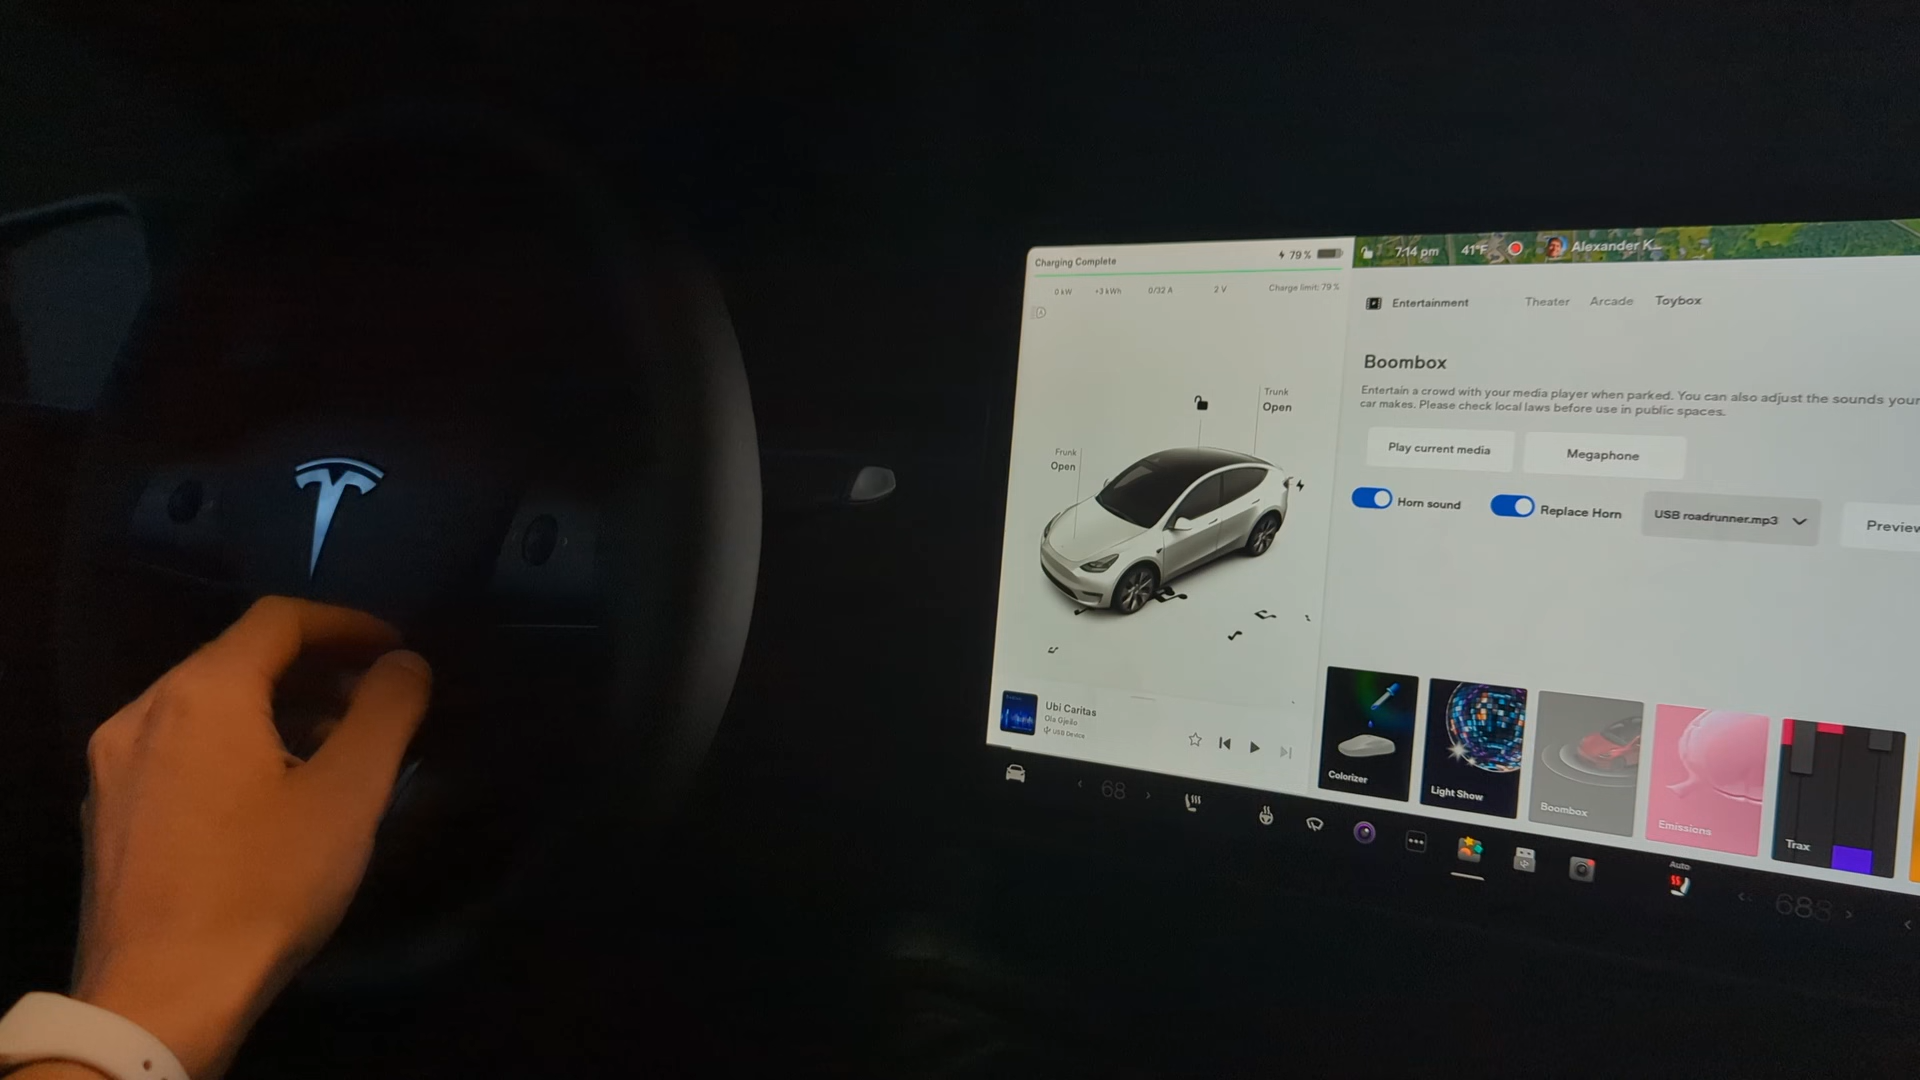 Charging Complete
79%
0 kW +3 kWh 0/32 A 2 V Charge limit: 79%
Trunk
Open
Frunk
Open
Ubi Caritas
Ola Gjeilo
USB Device
68
7:14 pm 41°F Alexander K...
Entertainment Theater Arcade Toybox
Boombox
Entertain a crowd with your media player when parked. You can also adjust the sounds your
car makes. Please check local laws before use in public spaces.
Play current media Megaphone
Horn sound Replace Horn USB roadrunner.mp3 Preview
Colorizer Light Show Boombox Emissions Trax
Auto